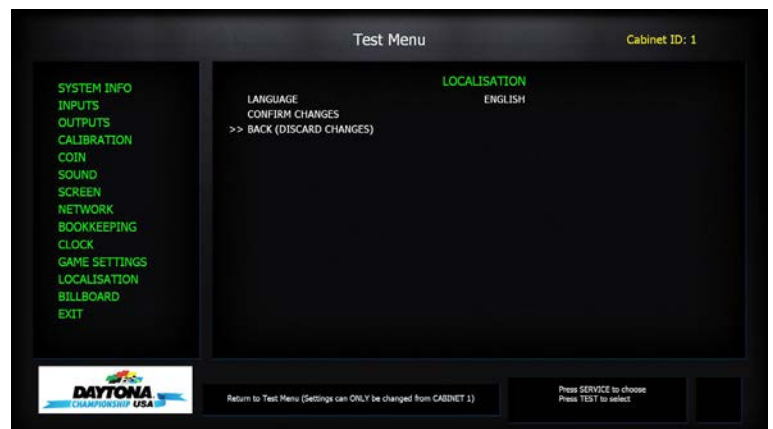 Test Menu
Cabinet ID: 1
SYSTEM INFO
INPUTS
OUTPUTS
CALIBRATION
COIN
SOUND
SCREEN
NETWORK
BOOKKEEPING
CLOCK
GAME SETTINGS
LOCALISATION
BILLBOARD
EXIT
LOCALISATION
LANGUAGE ENGLISH
CONFIRM CHANGES
>> BACK (DISCARD CHANGES)
DAYTONA
CHAMPIONSHIP USA
Return to Test Menu (Settings can ONLY be changed from CABINET 1)
Press SERVICE to choose
Press TEST to select